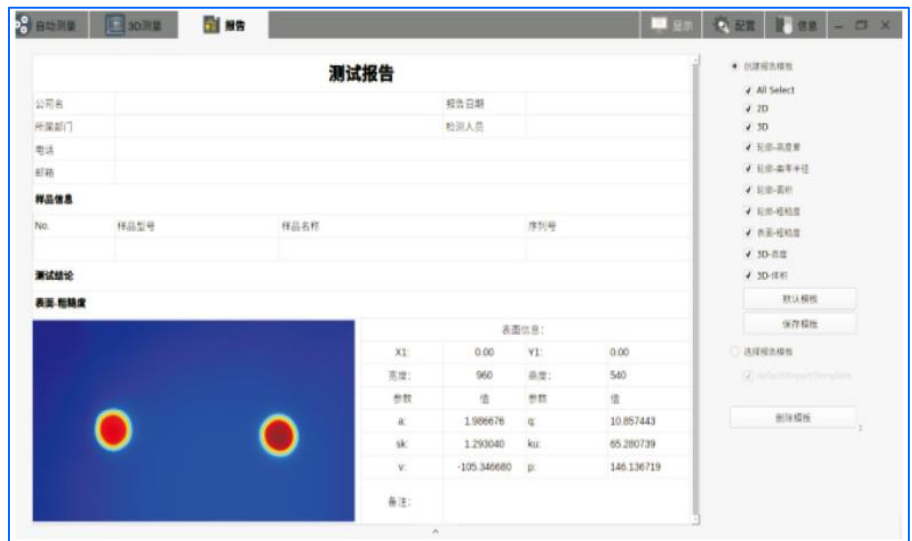 自动测量 3D测量 报告 显示 配置 信息
测试报告
公司名 报告日期
所属部门 检测人员
电话
邮箱
样品信息
No. 样品型号 样品名称 序列号
测试结论
表面-粗糙度
表面信息:
X1: 0.00 Y1: 0.00
宽度: 960 高度: 540
参数 值 参数 值
a: 1.986676 q: 10.857443
sk: 1.293040 ku: 65.280739
v: -105.346680 p: 146.136719
备注:
创建报告模板
All Select
2D
3D
轮廓-高度差
轮廓-曲率半径
轮廓-面积
轮廓-粗糙度
表面-粗糙度
3D-高度
3D-体积
默认模板
保存模板
选择报告模板
删除模板